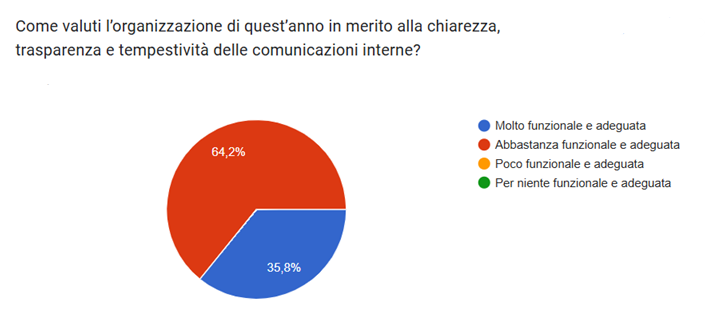 Come valuti l’organizzazione di quest’anno in merito alla chiarezza,
trasparenza e tempestività delle comunicazioni interne?
64,2%
35,8%
Molto funzionale e adeguata
Abbastanza funzionale e adeguata
Poco funzionale e adeguata
Per niente funzionale e adeguata